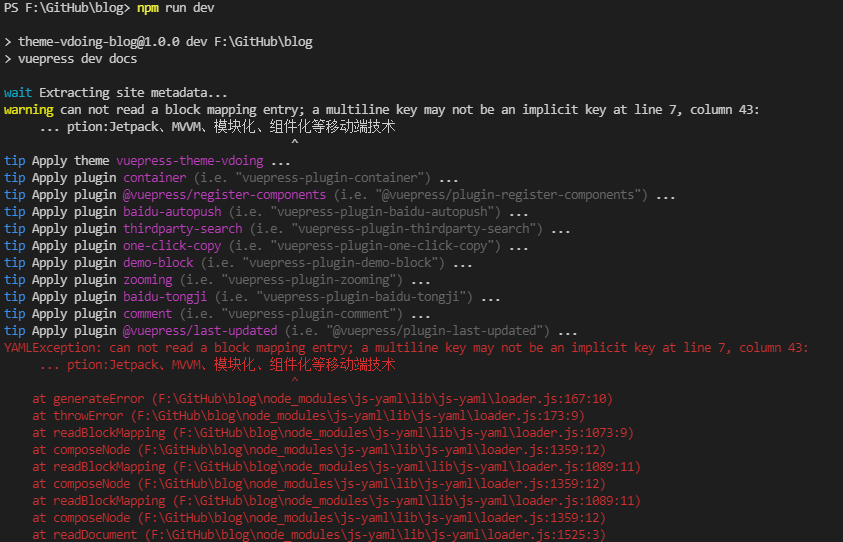 PS F:\GitHub\blog> npm run dev
> theme-vdoing-blog@1.0.0 dev F:\GitHub\blog
> vuepress dev docs
wait Extracting site metadata...
warning can not read a block mapping entry; a multiline key may not be an implicit key at line 7, column 43:
... ption:Jetpack、MVVM、模块化、组件化等移动端技术
^
tip Apply theme vuepress-theme-vdoing ...
tip Apply plugin container (i.e. "vuepress-plugin-container") ...
tip Apply plugin @vuepress/register-components (i.e. "@vuepress/plugin-register-components") ...
tip Apply plugin baidu-autopush (i.e. "vuepress-plugin-baidu-autopush") ...
tip Apply plugin thirdparty-search (i.e. "vuepress-plugin-thirdparty-search") ...
tip Apply plugin one-click-copy (i.e. "vuepress-plugin-one-click-copy") ...
tip Apply plugin demo-block (i.e. "vuepress-plugin-demo-block") ...
tip Apply plugin zooming (i.e. "vuepress-plugin-zooming") ...
tip Apply plugin baidu-tongji (i.e. "vuepress-plugin-baidu-tongji") ...
tip Apply plugin comment (i.e. "vuepress-plugin-comment") ...
tip Apply plugin @vuepress/last-updated (i.e. "@vuepress/plugin-last-updated") ...
YAMLException: can not read a block mapping entry; a multiline key may not be an implicit key at line 7, column 43:
... ption:Jetpack、MVVM、模块化、组件化等移动端技术
^
at generateError (F:\GitHub\blog\node_modules\js-yaml\lib\js-yaml\loader.js:167:10)
at throwError (F:\GitHub\blog\node_modules\js-yaml\lib\js-yaml\loader.js:173:9)
at readBlockMapping (F:\GitHub\blog\node_modules\js-yaml\lib\js-yaml\loader.js:1073:9)
at composeNode (F:\GitHub\blog\node_modules\js-yaml\lib\js-yaml\loader.js:1359:12)
at readBlockMapping (F:\GitHub\blog\node_modules\js-yaml\lib\js-yaml\loader.js:1089:11)
at composeNode (F:\GitHub\blog\node_modules\js-yaml\lib\js-yaml\loader.js:1359:12)
at readBlockMapping (F:\GitHub\blog\node_modules\js-yaml\lib\js-yaml\loader.js:1089:11)
at composeNode (F:\GitHub\blog\node_modules\js-yaml\lib\js-yaml\loader.js:1359:12)
at readDocument (F:\GitHub\blog\node_modules\js-yaml\lib\js-yaml\loader.js:1525:3)